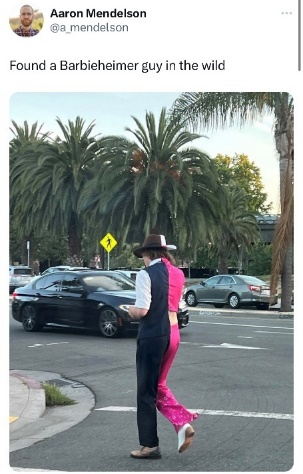 Aaron Mendelson
@a_mendelson
Found a Barbieheimer guy in the wild